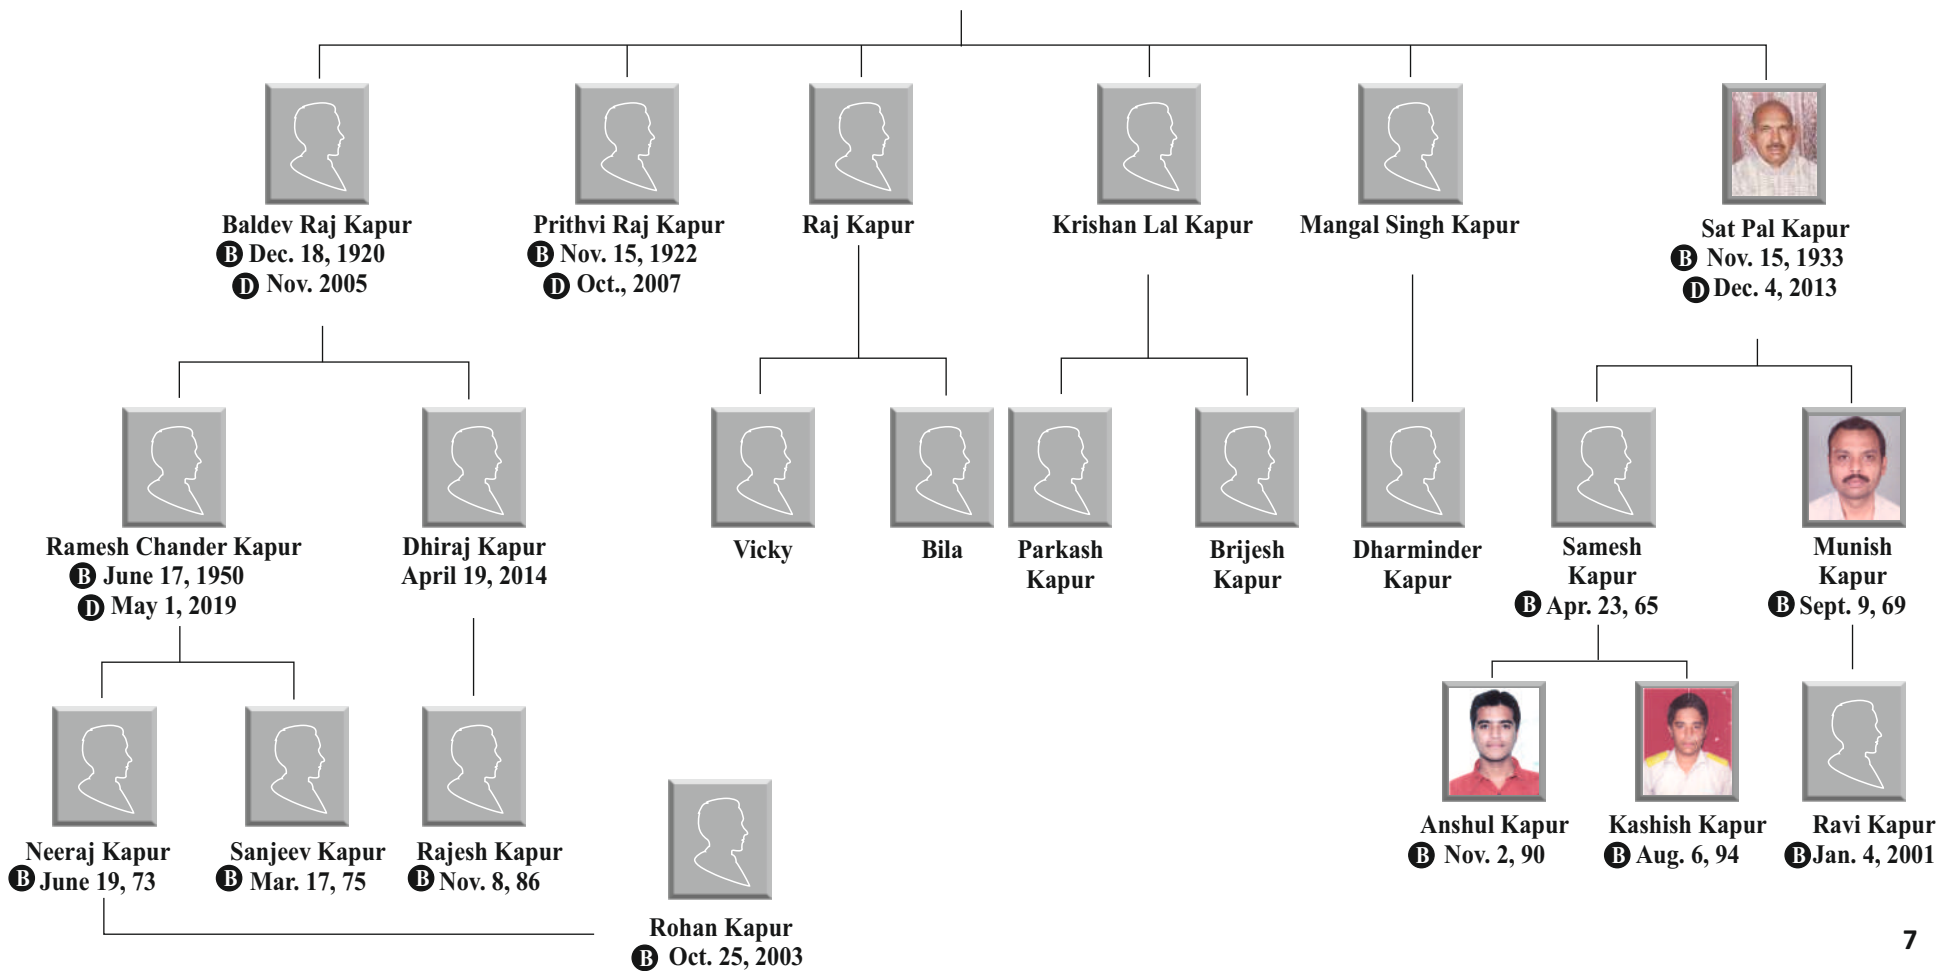 Baldev Raj Kapur
B Dec. 18, 1920
D Nov. 2005
Prithvi Raj Kapur
B Nov. 15, 1922
D Oct., 2007
Raj Kapur
Krishan Lal Kapur
Mangal Singh Kapur
Sat Pal Kapur
B Nov. 15, 1933
D Dec. 4, 2013
Ramesh Chander Kapur
B June 17, 1950
D May 1, 2019
Dhiraj Kapur
April 19, 2014
Vicky
Bila
Parkash
Kapur
Brijesh
Kapur
Dharminder
Kapur
Samesh
Kapur
B Apr. 23, 65
Munish
Kapur
B Sept. 9, 69
Neeraj Kapur
B June 19, 73
Sanjeev Kapur
B Mar. 17, 75
Rajesh Kapur
B Nov. 8, 86
Rohan Kapur
B Oct. 25, 2003
Anshul Kapur
B Nov. 2, 90
Kashish Kapur
B Aug. 6, 94
Ravi Kapur
B Jan. 4, 2001
7